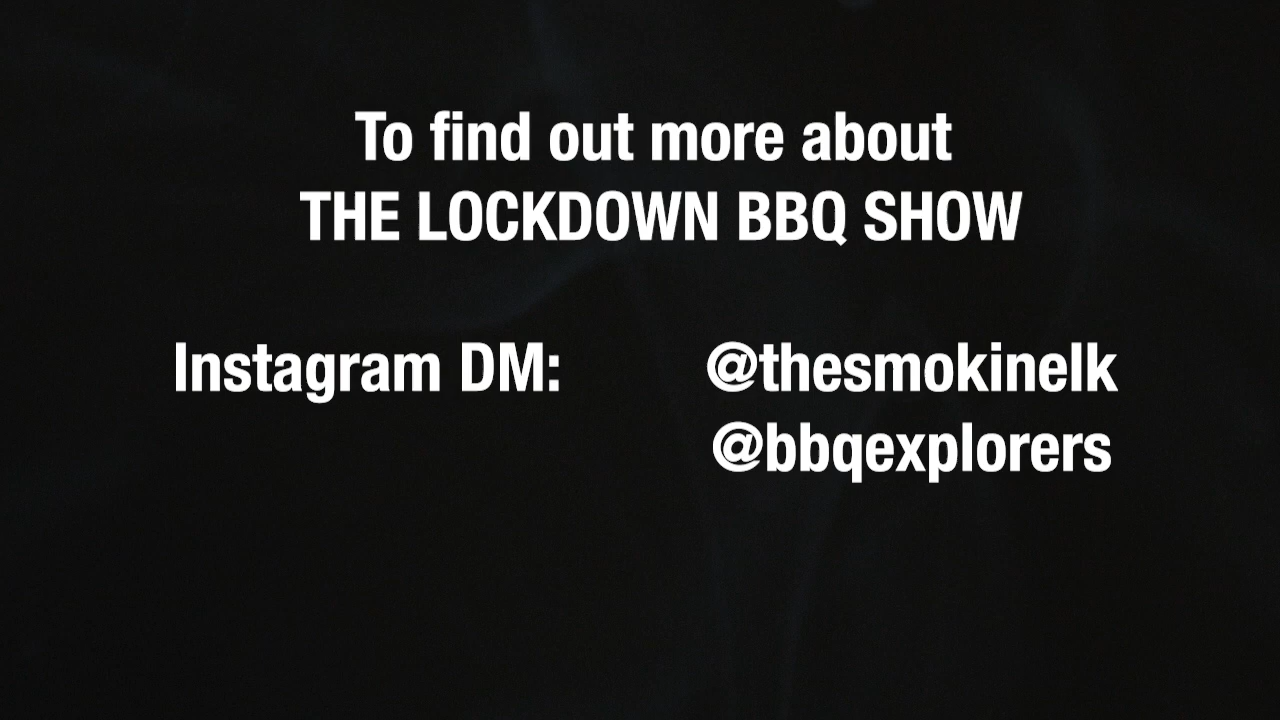 To find out more about
THE LOCKDOWN BBQ SHOW
Instagram DM: @thesmokinelk
@bbqexplorers